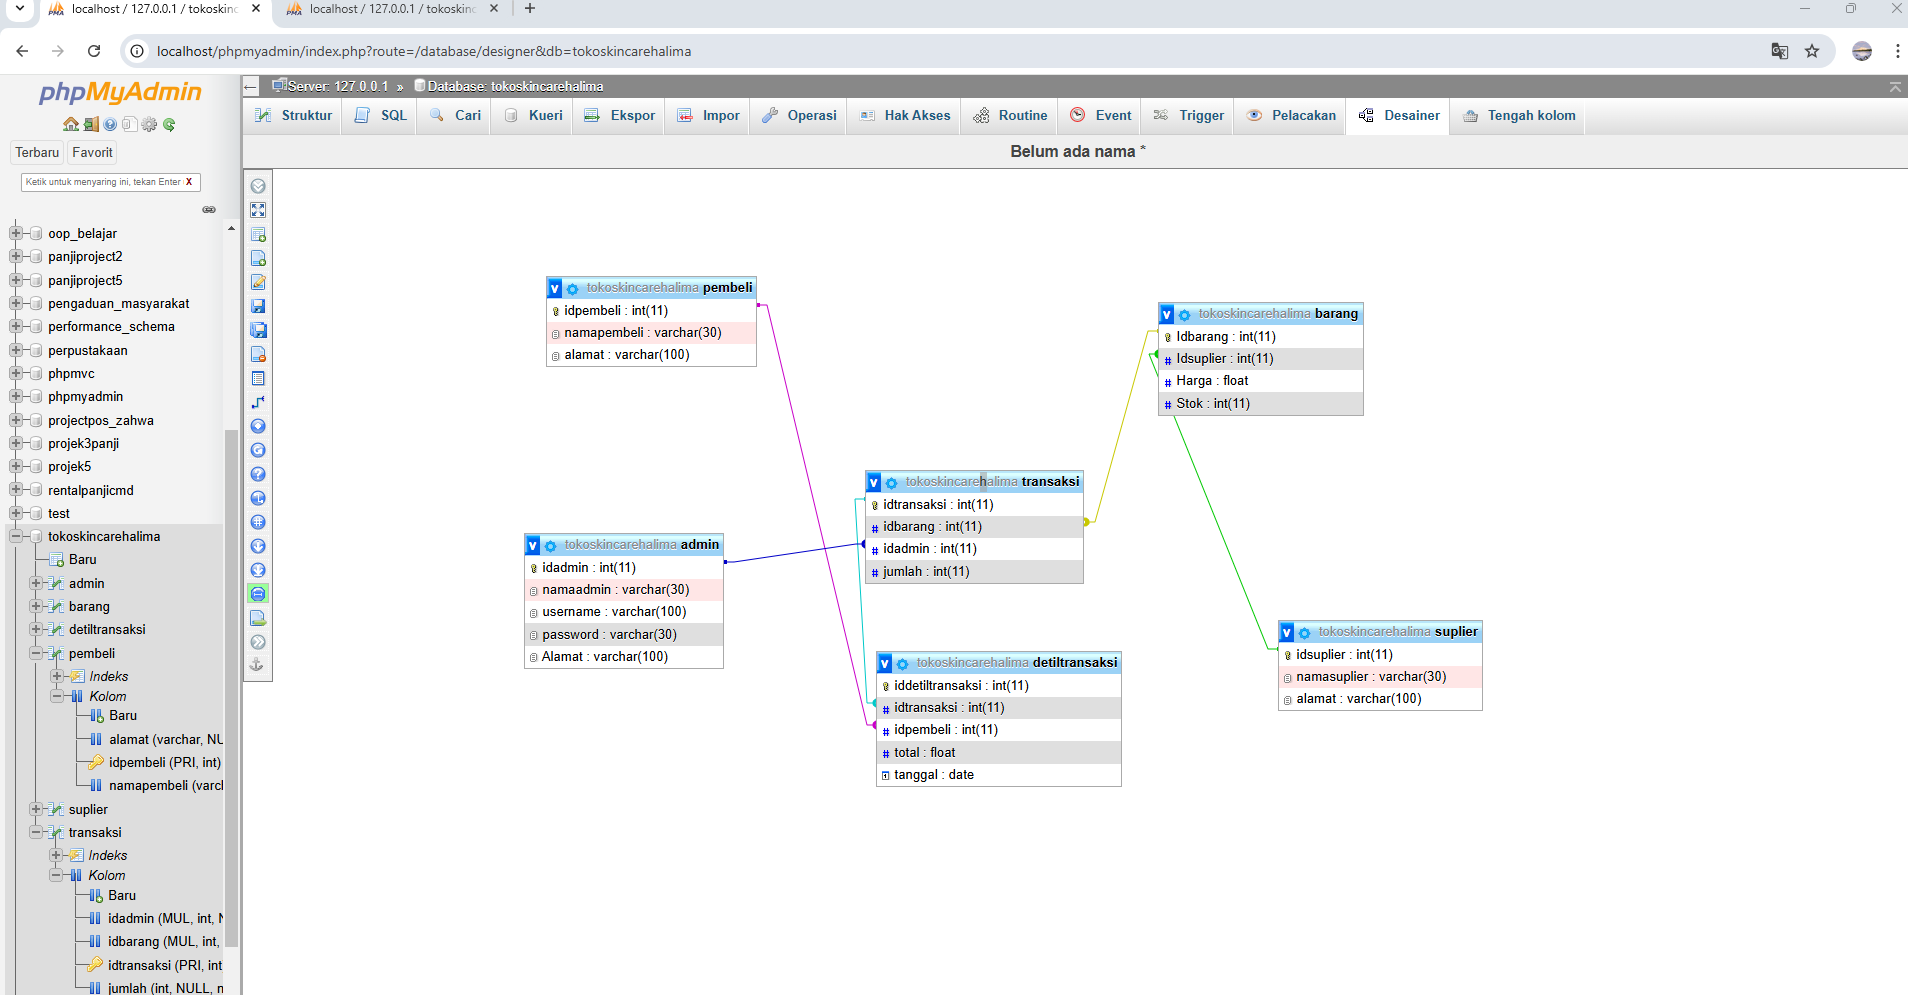 localhost / 127.0.0.1 / tokoskinc
localhost / 127.0.0.1 / tokoskinc
localhost/phpmyadmin/index.php?route=/database/designer&db=tokoskincarehalima
phpMyAdmin
Terbaru
Favorit
Ketik untuk menyaring ini, tekan Enter
X
oop_belajar
panjiproject2
panjiproject5
pengaduan_masyarakat
performance_schema
perpustakaan
phpmvc
phpmyadmin
projectpos_zahwa
projek3panji
projek5
rentalpanjicmd
test
tokoskincarehalima
Baru
admin
barang
detiltransaksi
pembeli
Indeks
Kolom
Baru
alamat (varchar, NU
idpembeli (PRI, int)
namapembeli (varcl
suplier
transaksi
Indeks
Kolom
Baru
idadmin (MUL, int, N
idbarang (MUL, int,
idtransaksi (PRI, int
jumlah (int, NULL, n
Server: 127.0.0.1 » Database: tokoskincarehalima
Struktur SQL Cari Kueri Ekspor Impor Operasi Hak Akses Routine Event Trigger Pelacakan Desainer Tengah kolom
Belum ada nama *
v tokoskincarehalima pembeli
idpembeli : int(11)
namapembeli : varchar(30)
alamat : varchar(100)
v tokoskincarehalima barang
Idbarang : int(11)
# Idsuplier : int(11)
# Harga : float
# Stok : int(11)
v tokoskincarehalima transaksi
idtransaksi : int(11)
# idbarang : int(11)
# idadmin : int(11)
# jumlah : int(11)
v tokoskincarehalima admin
idadmin : int(11)
namaadmin : varchar(30)
username : varchar(100)
password : varchar(30)
Alamat : varchar(100)
v tokoskincarehalima suplier
idsuplier : int(11)
namasuplier : varchar(30)
alamat : varchar(100)
v tokoskincarehalima detiltransaksi
iddetiltransaksi : int(11)
# idtransaksi : int(11)
# idpembeli : int(11)
# total : float
tanggal : date